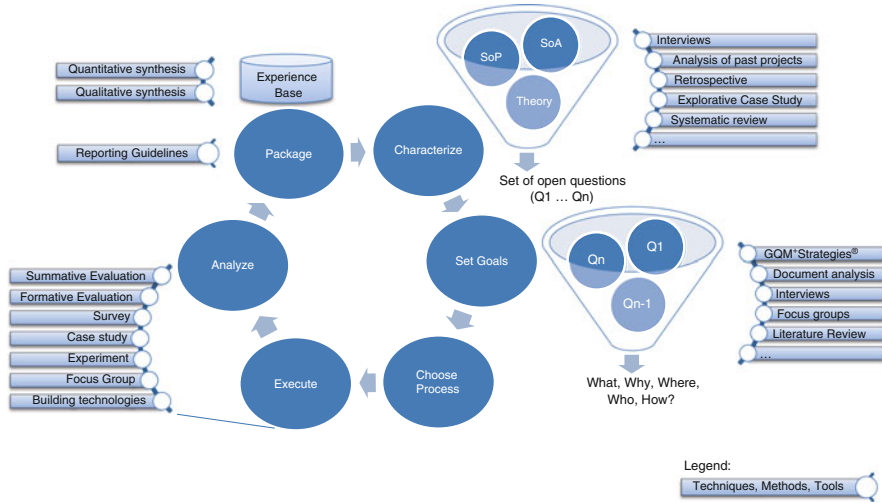 Quantitative synthesis
Qualitative synthesis
Reporting Guidelines
Experience
Base
Package
Characterize
Set Goals
Choose
Process
Execute
Analyze
SoP
SoA
Theory
Set of open questions
(Q1 … Qn)
Interviews
Analysis of past projects
Retrospective
Explorative Case Study
Systematic review
…
Qn
Q1
Qn-1
What, Why, Where,
Who, How?
GQM⁺Strategies®
Document analysis
Interviews
Focus groups
Literature Review
…
Summative Evaluation
Formative Evaluation
Survey
Case study
Experiment
Focus Group
Building technologies
Legend:
Techniques, Methods, Tools